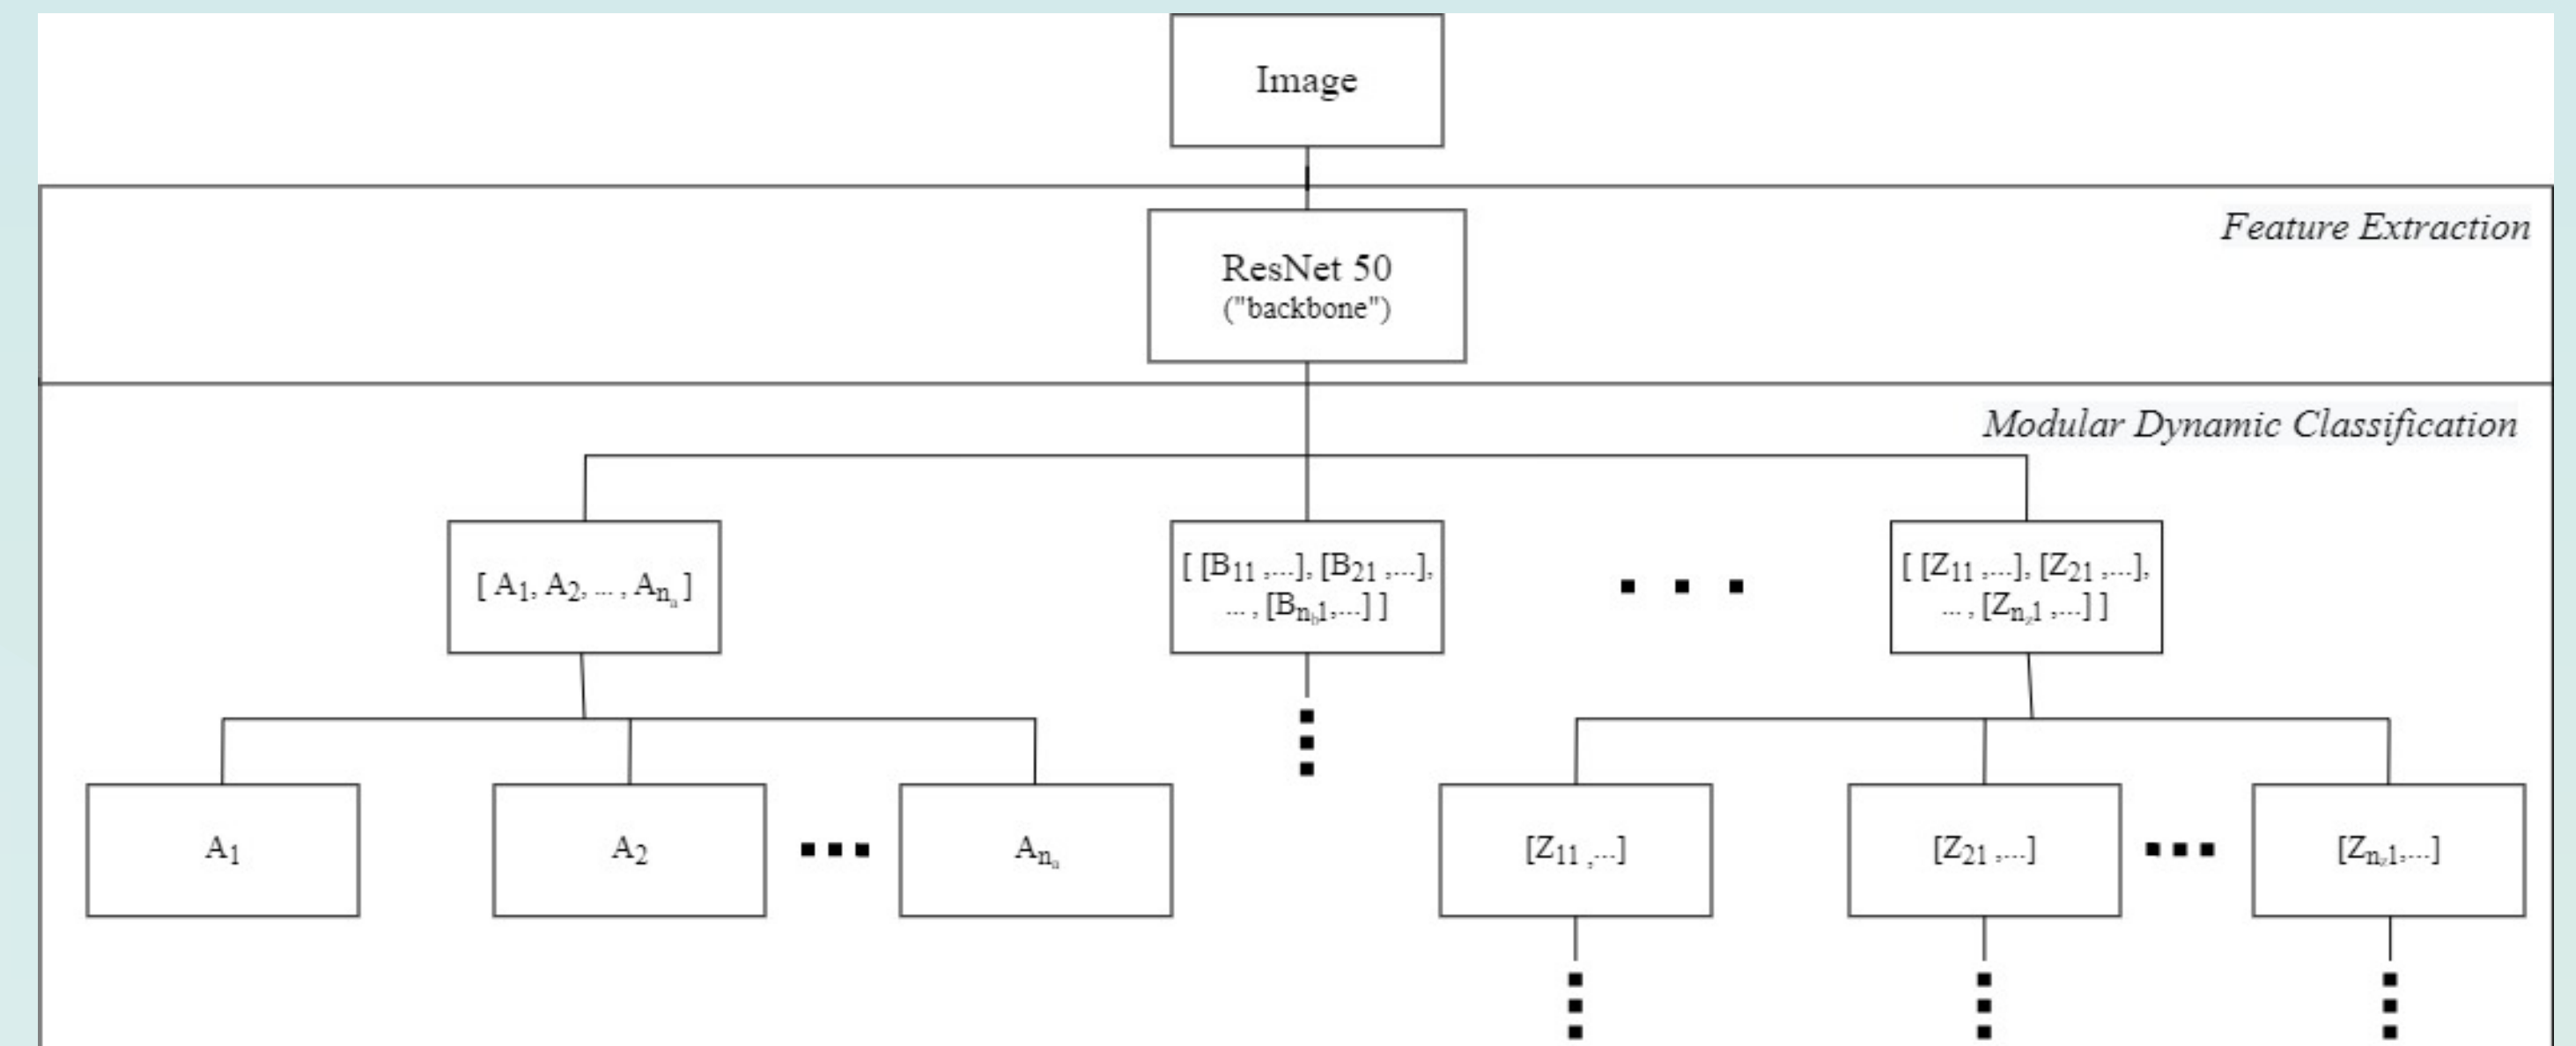 Image
Feature Extraction
ResNet 50
("backbone")
Modular Dynamic Classification
[ A1, A2, ... , Ana ]
[ [B11 ,...], [B21 ,...],
... , [Bnb1,...] ]
[ [Z11 ,...], [Z21 ,...],
... , [Znz1 ,...] ]
A1
A2
Ana
[Z11 ,...]
[Z21 ,...]
[Znz1,...]